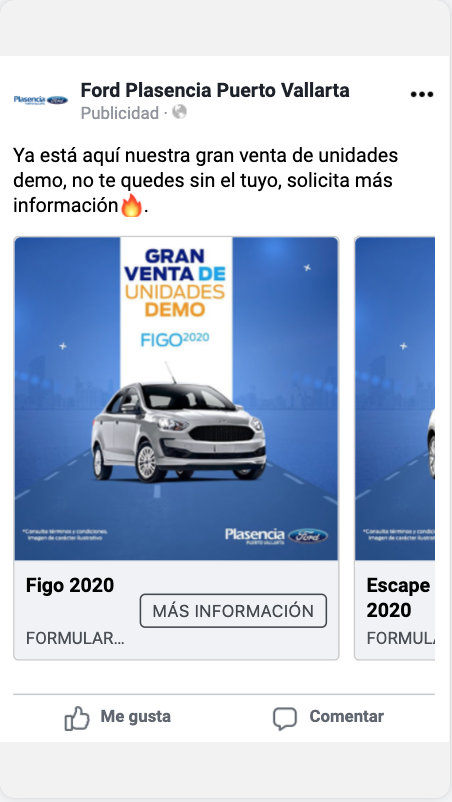 Plasencia Ford
Ford Plasencia Puerto Vallarta
Publicidad ·
Ya está aquí nuestra gran venta de unidades
demo, no te quedes sin el tuyo, solicita más
información🔥.
GRAN
VENTA DE
UNIDADES
DEMO
FIGO2020
*Consulta términos y condiciones.
Imagen de carácter ilustrativo
Plasencia Ford
PUERTO VALLARTA
*Consulta términos y condiciones.
Imagen de carácter ilustrativo
Figo 2020
MÁS INFORMACIÓN
FORMULAR...
Escape
2020
FORMUL
Me gusta
Comentar